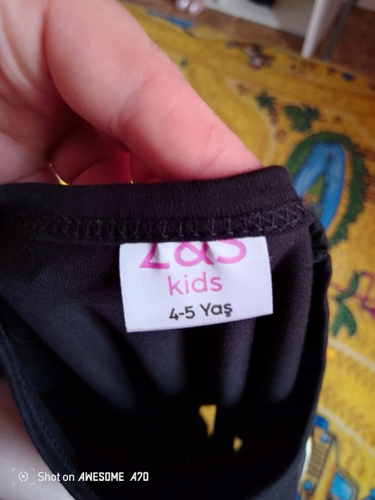 L&S
kids
4-5 Yaş
Shot on AWESOME A70